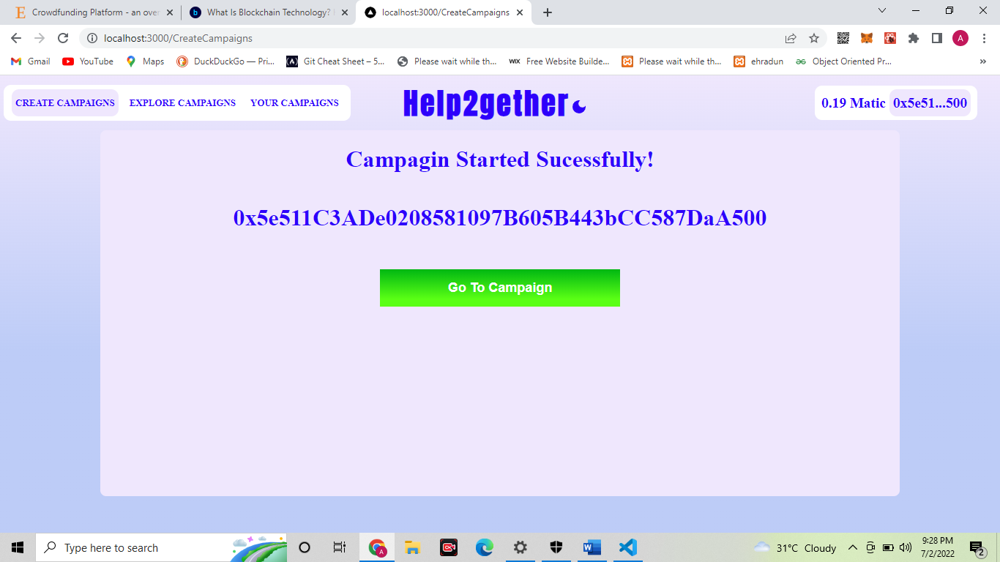 Crowdfunding Platform - an over
What Is Blockchain Technology?
localhost:3000/CreateCampaigns
localhost:3000/CreateCampaigns
A
Gmail
YouTube
Maps
DuckDuckGo — Pri...
Git Cheat Sheet – 5...
Please wait while th...
WIX Free Website Builde...
Please wait while th...
ehradun
Object Oriented Pr...
»
CREATE CAMPAIGNS
EXPLORE CAMPAIGNS
YOUR CAMPAIGNS
Help2gether
0.19 Matic 0x5e51...500
Campagin Started Sucessfully!
0x5e511C3ADe0208581097B605B443bCC587DaA500
Go To Campaign
Type here to search
31°C Cloudy
9:28 PM
7/2/2022
2